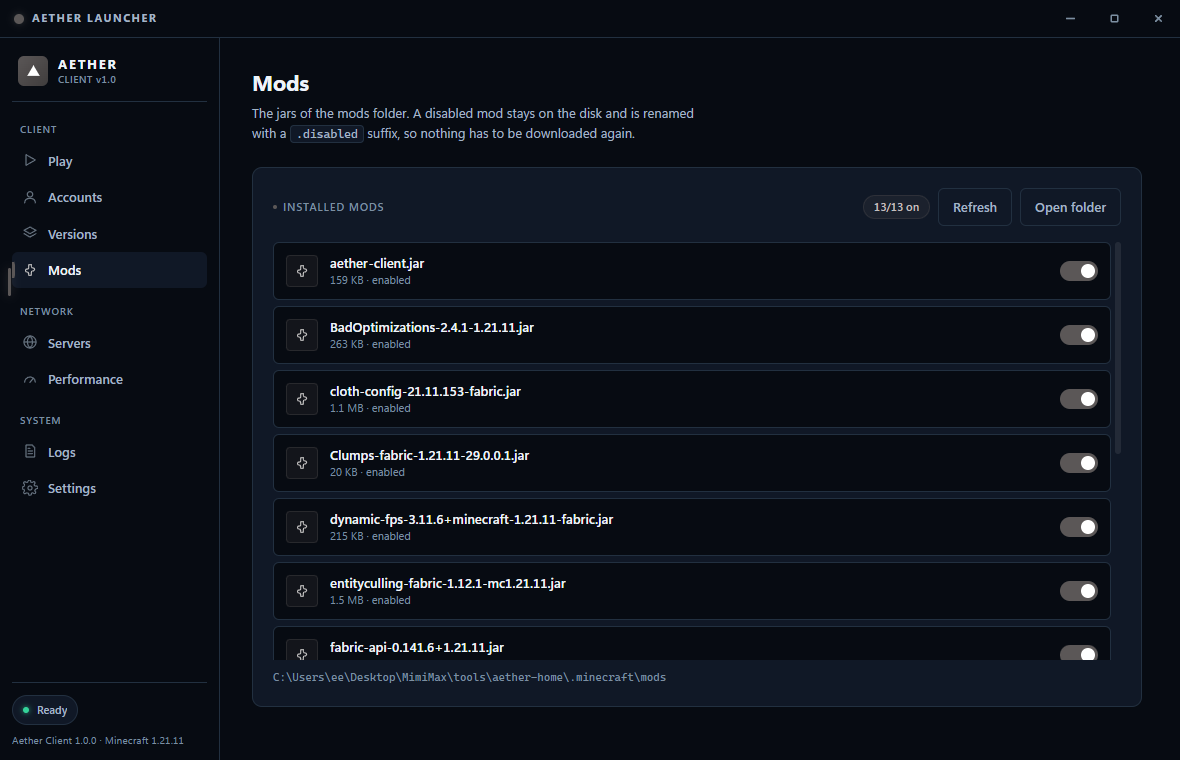 AETHER LAUNCHER
AETHER
CLIENT v1.0
CLIENT
Play
Accounts
Versions
Mods
NETWORK
Servers
Performance
SYSTEM
Logs
Settings
Ready
Aether Client 1.0.0 · Minecraft 1.21.11
Mods
The jars of the mods folder. A disabled mod stays on the disk and is renamed
with a .disabled suffix, so nothing has to be downloaded again.
INSTALLED MODS
13/13 on
Refresh
Open folder
aether-client.jar
159 KB · enabled
BadOptimizations-2.4.1-1.21.11.jar
263 KB · enabled
cloth-config-21.11.153-fabric.jar
1.1 MB · enabled
Clumps-fabric-1.21.11-29.0.0.1.jar
20 KB · enabled
dynamic-fps-3.11.6+minecraft-1.21.11-fabric.jar
215 KB · enabled
entityculling-fabric-1.12.1-mc1.21.11.jar
1.5 MB · enabled
fabric-api-0.141.6+1.21.11.jar
C:\Users\ee\Desktop\MimiMax\tools\aether-home\.minecraft\mods